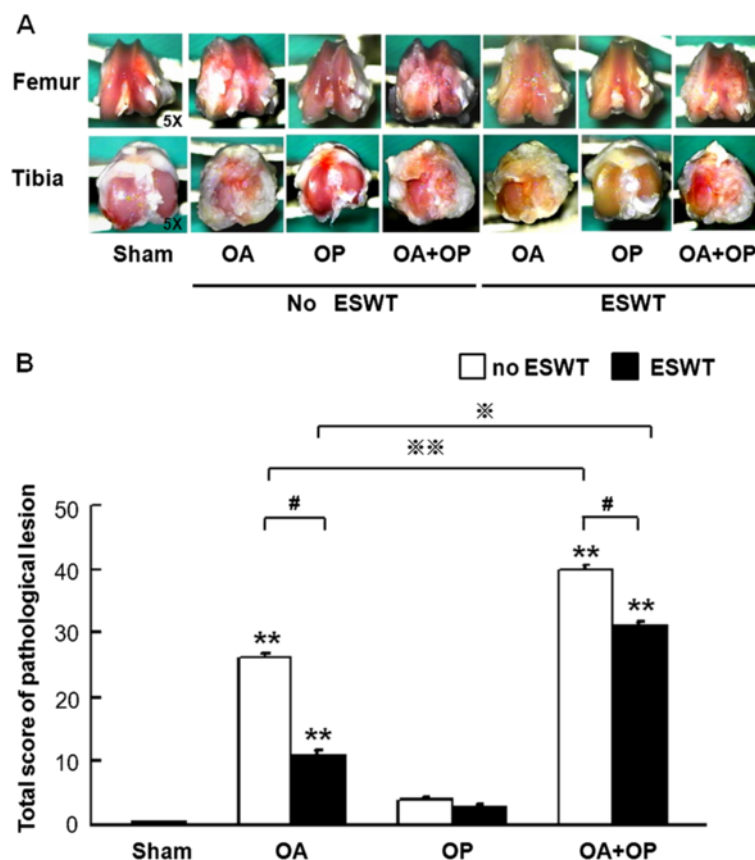 A
Femur
5X
Tibia
5X
Sham OA OP OA+OP OA OP OA+OP
No ESWT ESWT
B
no ESWT ESWT
※
※※
# #
** ** ** **
Total score of pathological lesion
50
40
30
20
10
0
Sham OA OP OA+OP